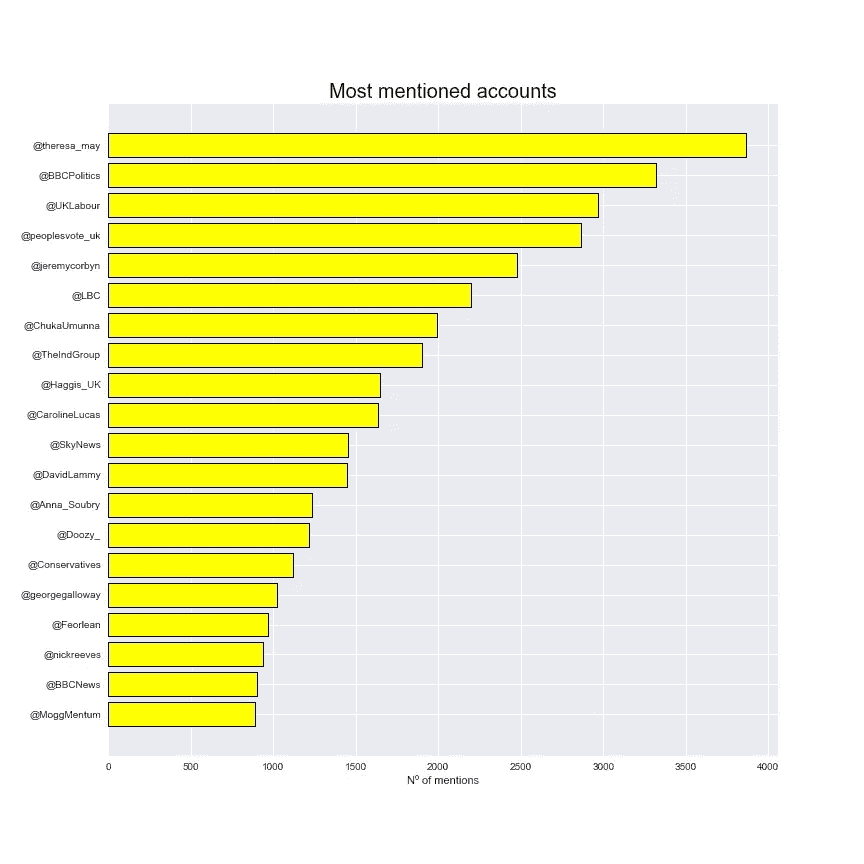 Most mentioned accounts
@theresa_may
@BBCPolitics
@UKLabour
@peoplesvote_uk
@jeremycorbyn
@LBC
@ChukaUmunna
@TheIndGroup
@Haggis_UK
@CarolineLucas
@SkyNews
@DavidLammy
@Anna_Soubry
@Doozy_
@Conservatives
@georgegalloway
@Feorlean
@nickreeves
@BBCNews
@MoggMentum
0 500 1000 1500 2000 2500 3000 3500 4000
Nº of mentions